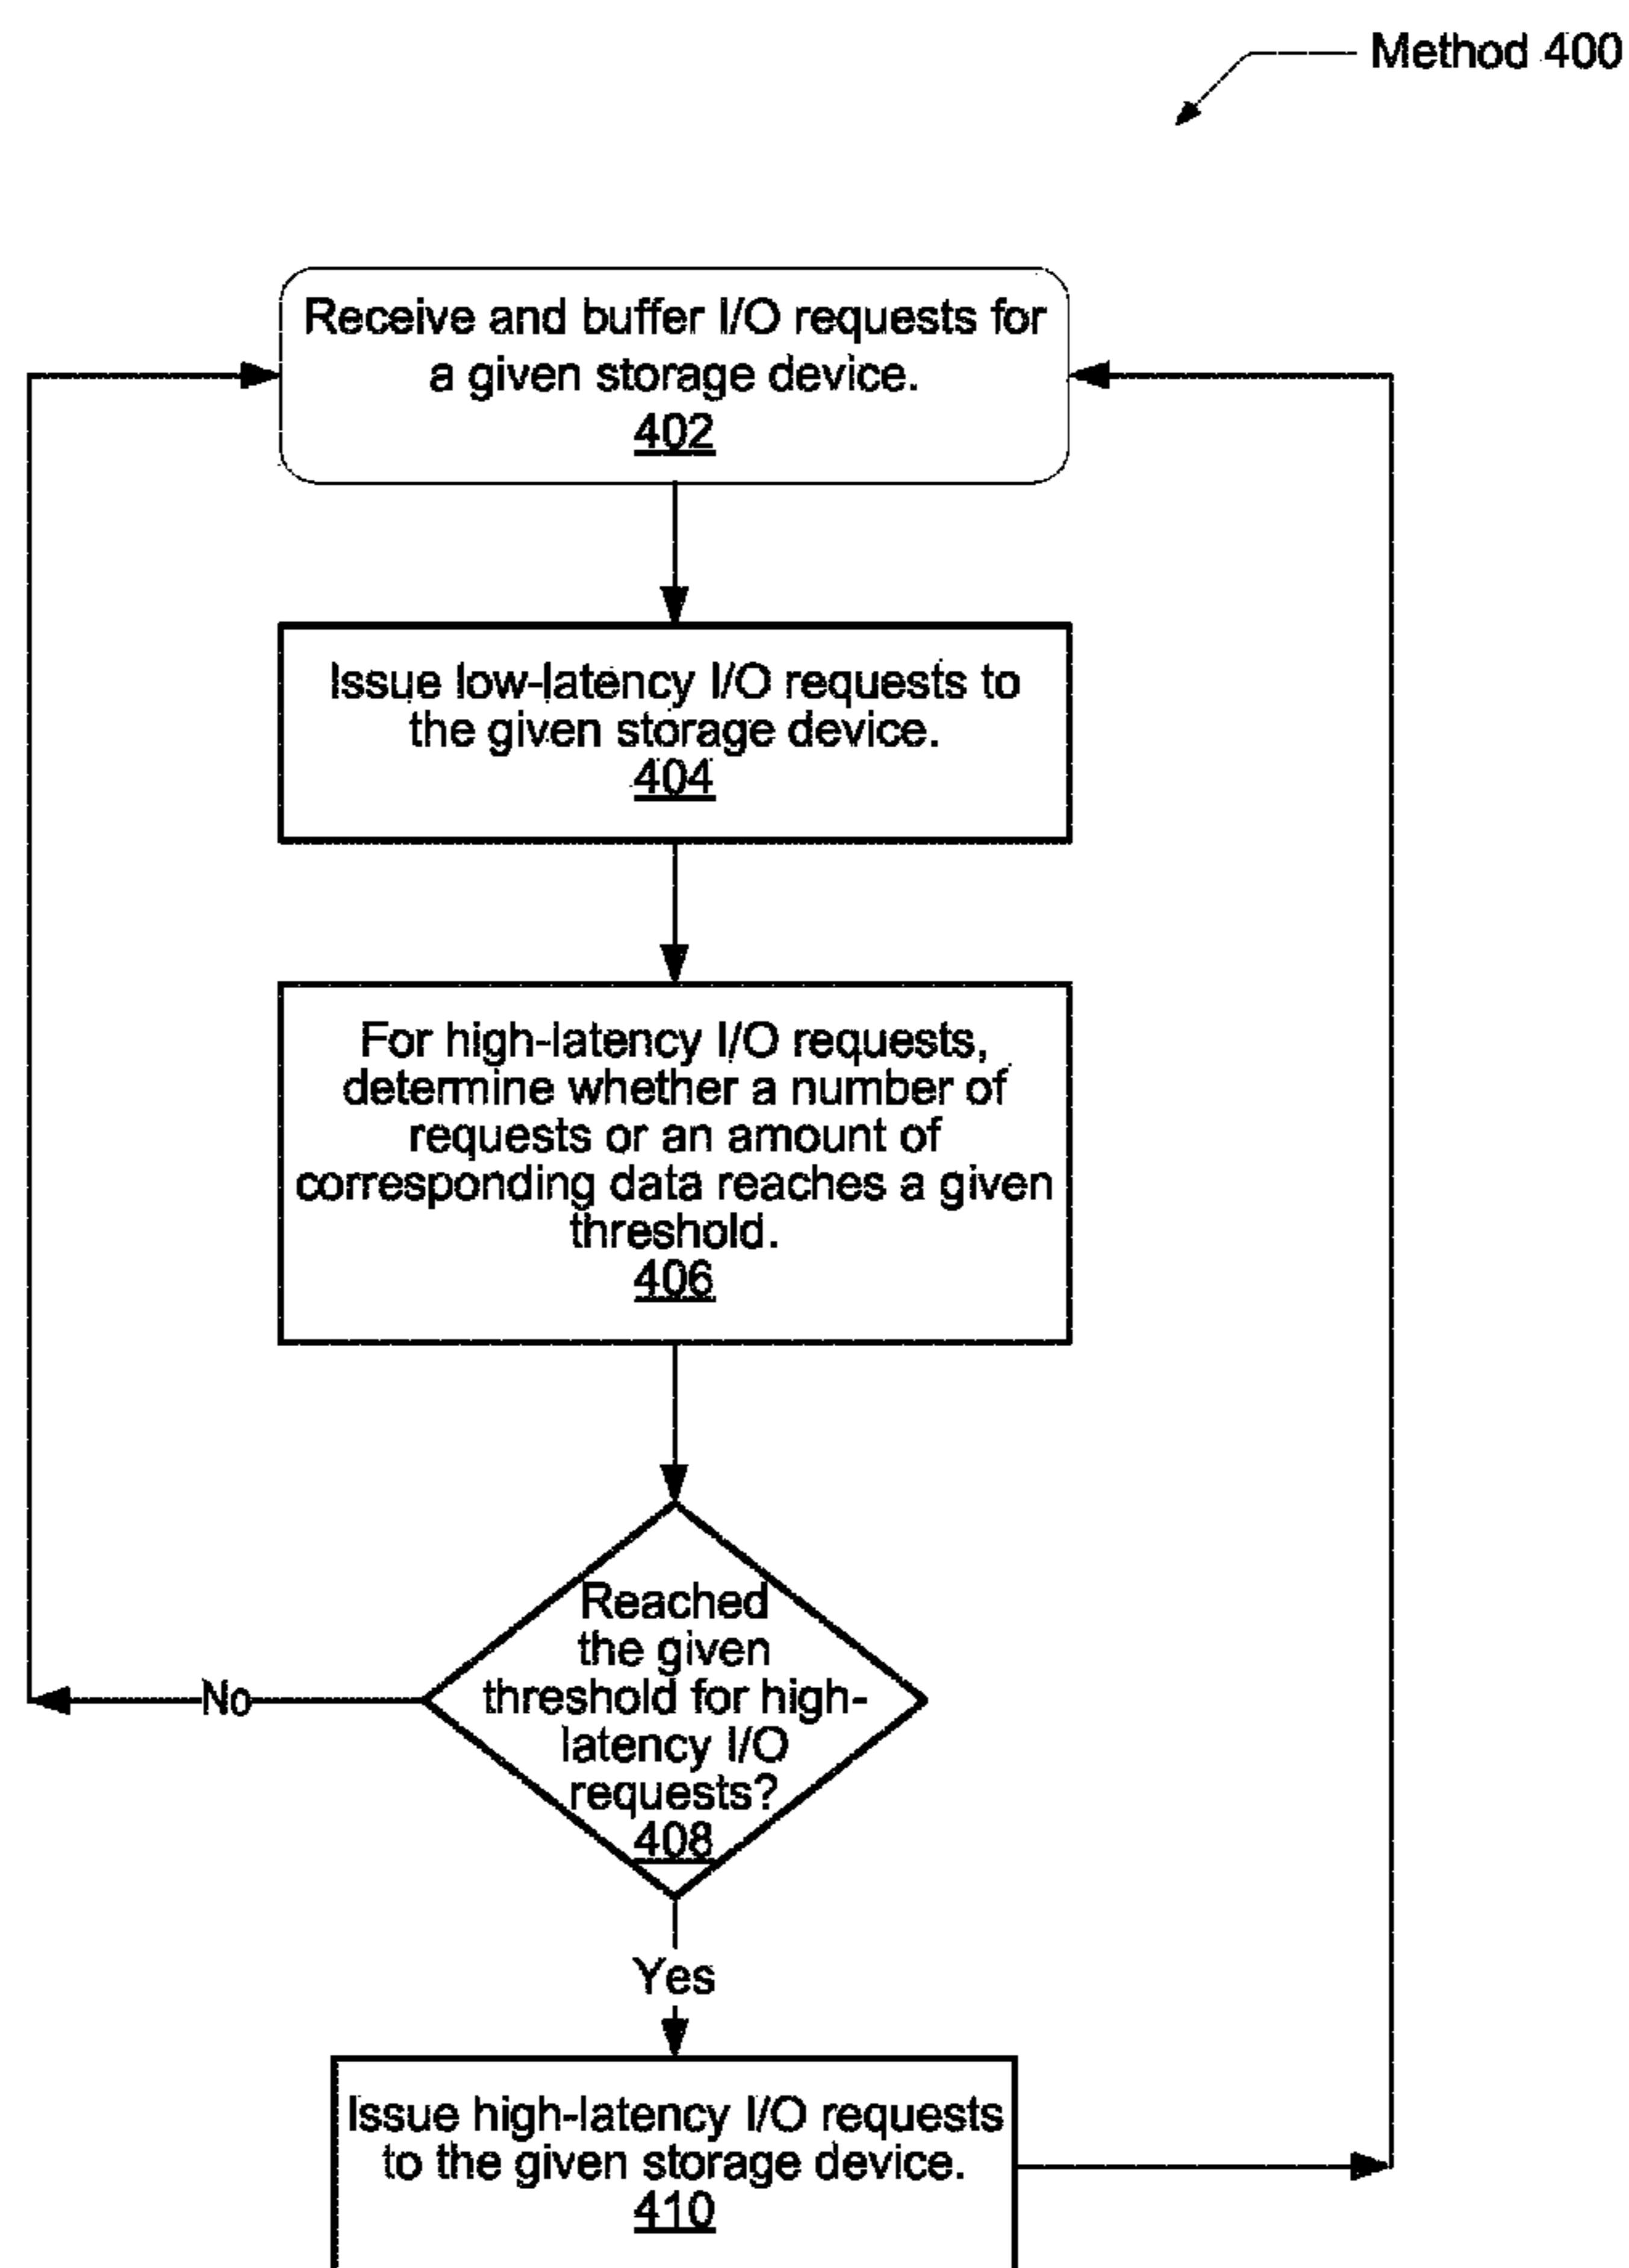 Method 400
Receive and buffer I/O requests for
a given storage device.
402
Issue low-latency I/O requests to
the given storage device.
404
For high-latency I/O requests,
determine whether a number of
requests or an amount of
corresponding data reaches a given
threshold.
406
Reached
the given
threshold for high-
latency I/O
requests?
408
No
Yes
Issue high-latency I/O requests
to the given storage device.
410